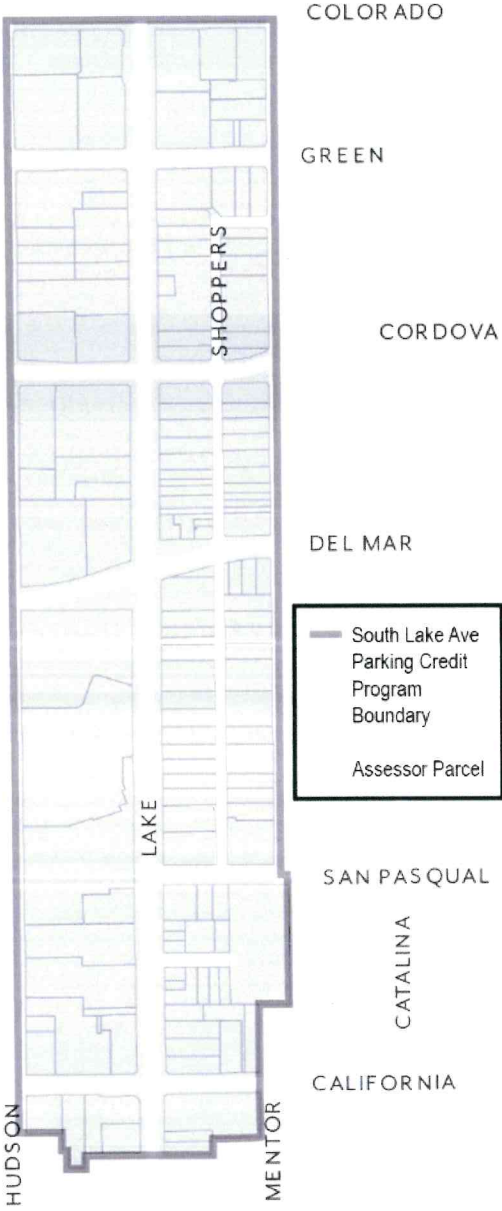 COLORADO
GREEN
SHOPPERS
CORDOVA
DEL MAR
South Lake Ave
Parking Credit
Program
Boundary
Assessor Parcel
LAKE
SAN PASQUAL
CATALINA
CALIFORNIA
HUDSON
MENTOR